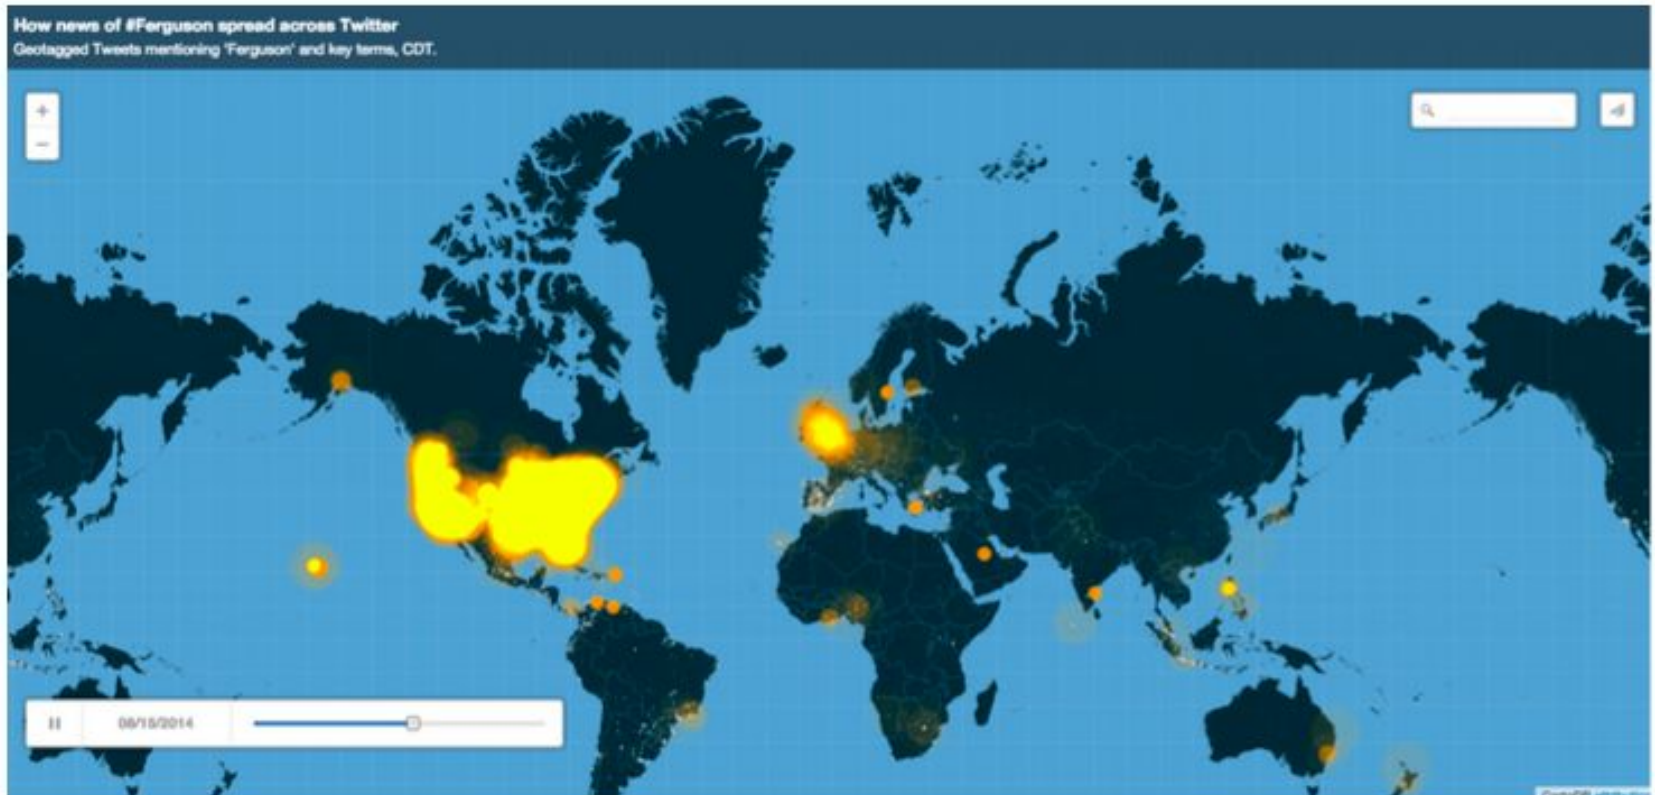 How news of #Ferguson spread across Twitter
Geotagged Tweets mentioning 'Ferguson' and key terms, CDT.
08/15/2014